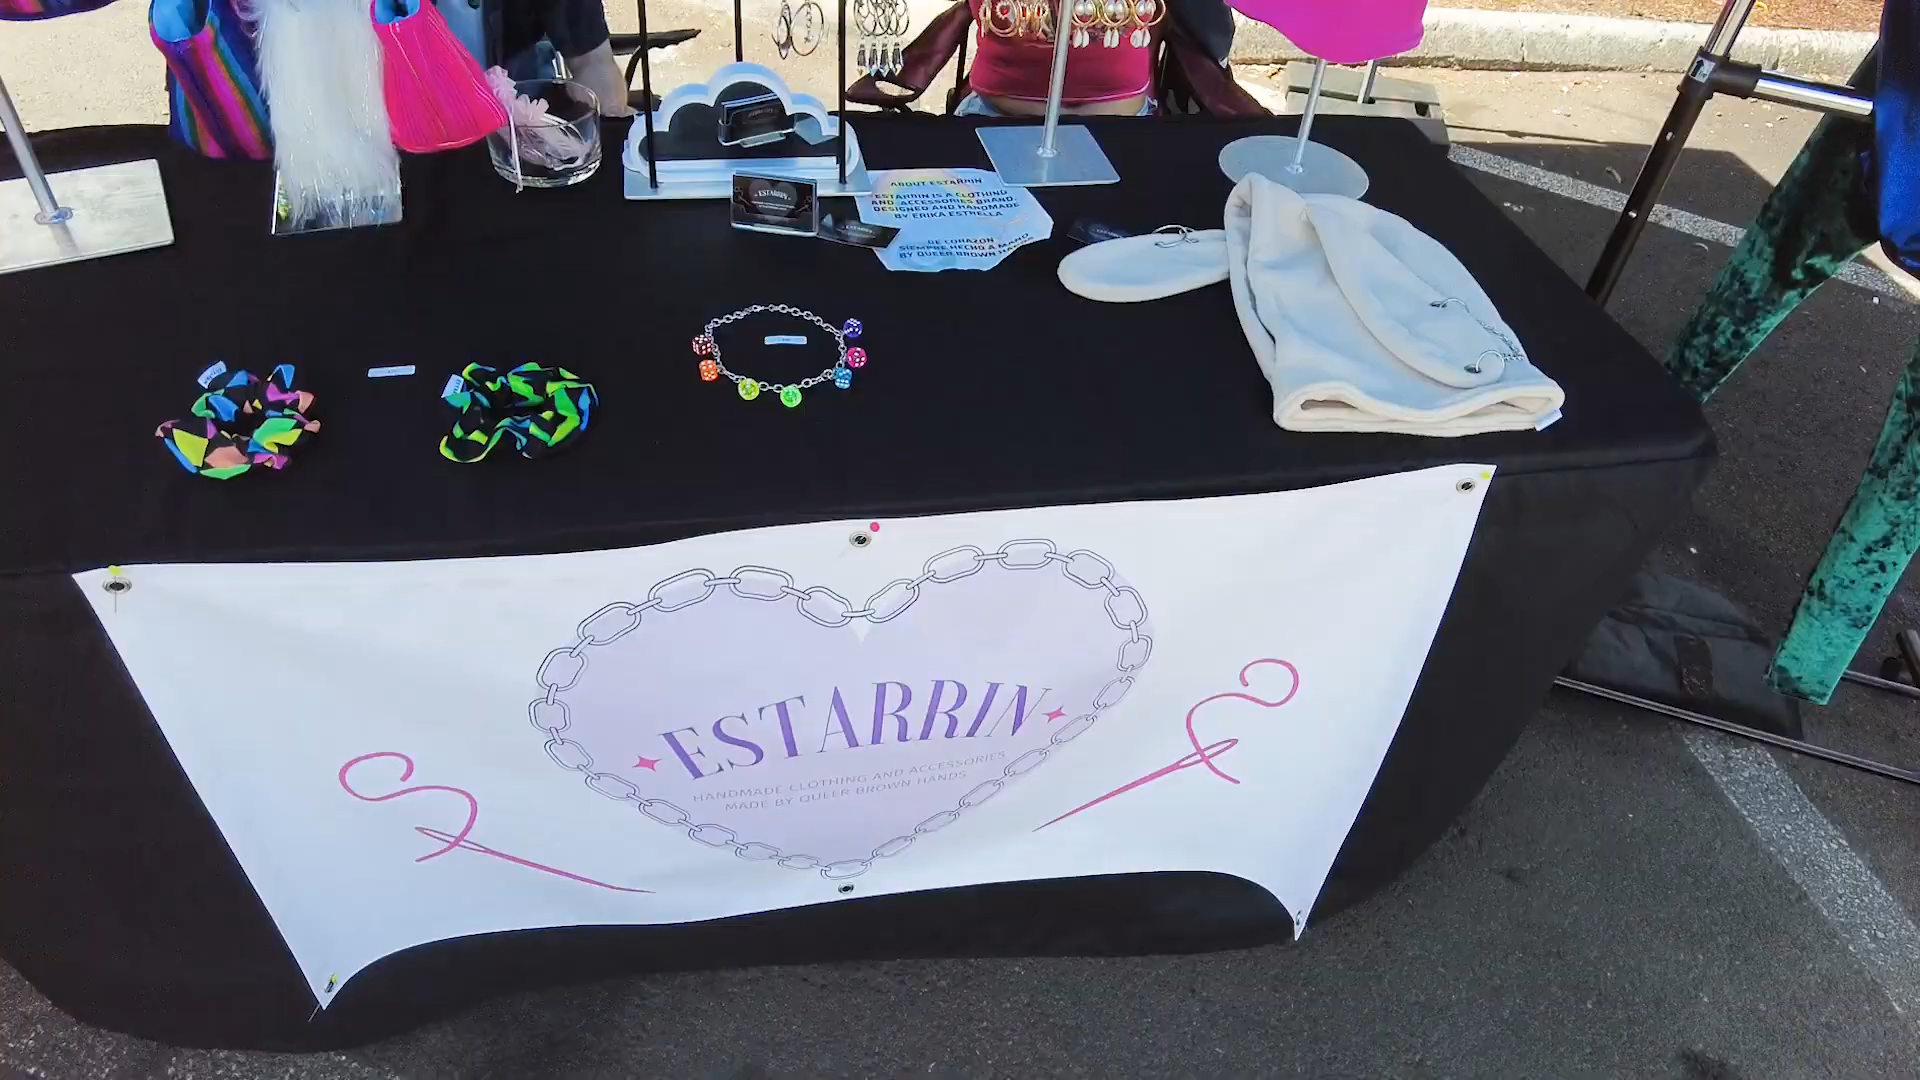 ABOUT ESTARRIN
ESTARRIN IS A CLOTHING
AND ACCESSORIES BRAND,
DESIGNED AND HANDMADE
BY ERIKA ESTRELLA
DE CORAZON
SIEMPRE HECHO A MANO
BY QUEER BROWN
ESTARRIN
ESTARRIN
HANDMADE CLOTHING AND ACCESSORIES
MADE BY QUEER BROWN HANDS